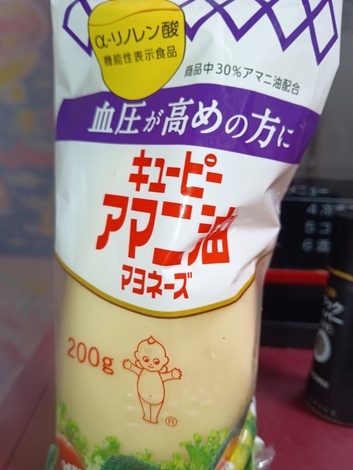 α-リノレン酸
機能性表示食品
商品中30%アマニ油配合
血圧が高めの方に
キューピー
アマニ油
マヨネーズ
200g
®